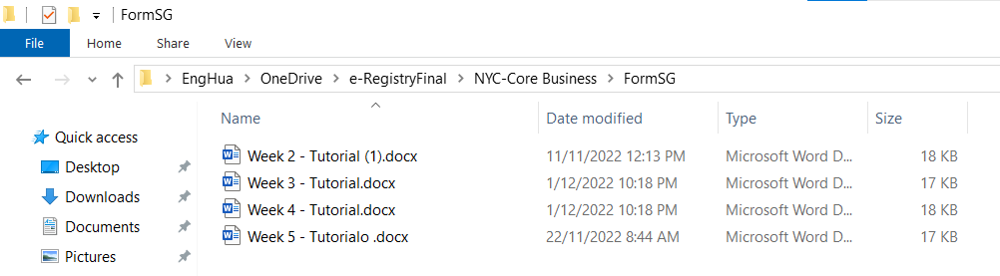 FormSG
File Home Share View
EngHua OneDrive e-RegistryFinal NYC-Core Business FormSG
Name Date modified Type Size
Quick access
Desktop
Downloads
Documents
Pictures
Week 2 - Tutorial (1).docx 11/11/2022 12:13 PM Microsoft Word D... 18 KB
Week 3 - Tutorial.docx 1/12/2022 10:18 PM Microsoft Word D... 17 KB
Week 4 - Tutorial.docx 1/12/2022 10:18 PM Microsoft Word D... 18 KB
Week 5 - Tutorialo .docx 22/11/2022 8:44 AM Microsoft Word D... 17 KB